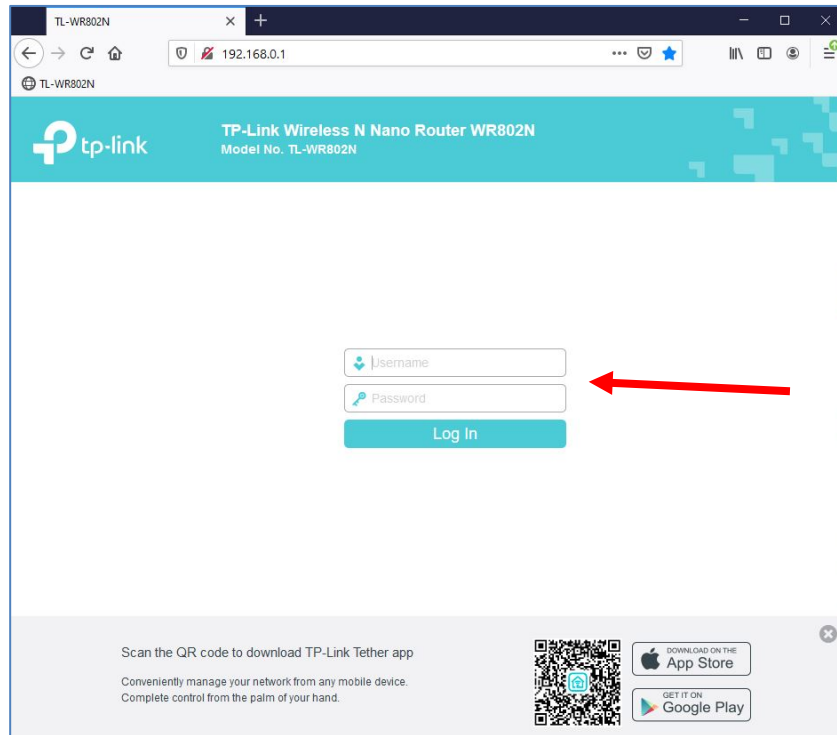 TL-WR802N
192.168.0.1
TL-WR802N
tp-link
TP-Link Wireless N Nano Router WR802N
Model No. TL-WR802N
Username
Password
Log In
Scan the QR code to download TP-Link Tether app
Conveniently manage your network from any mobile device.
Complete control from the palm of your hand.
DOWNLOAD ON THE
App Store
GET IT ON
Google Play